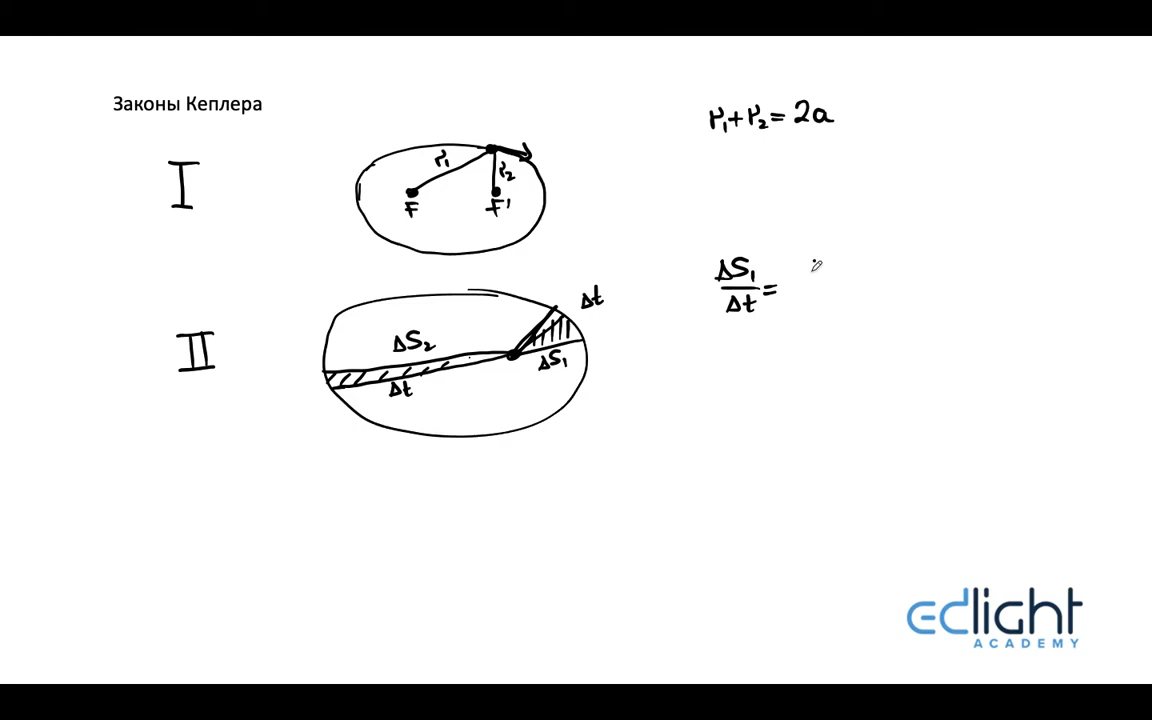 Законы Кеплера
r₁+r₂=2a
I
r₁
r₂
F
F'
ΔS₁/Δt=
Δt
II
ΔS₂
ΔS₁
Δt
edlight
ACADEMY